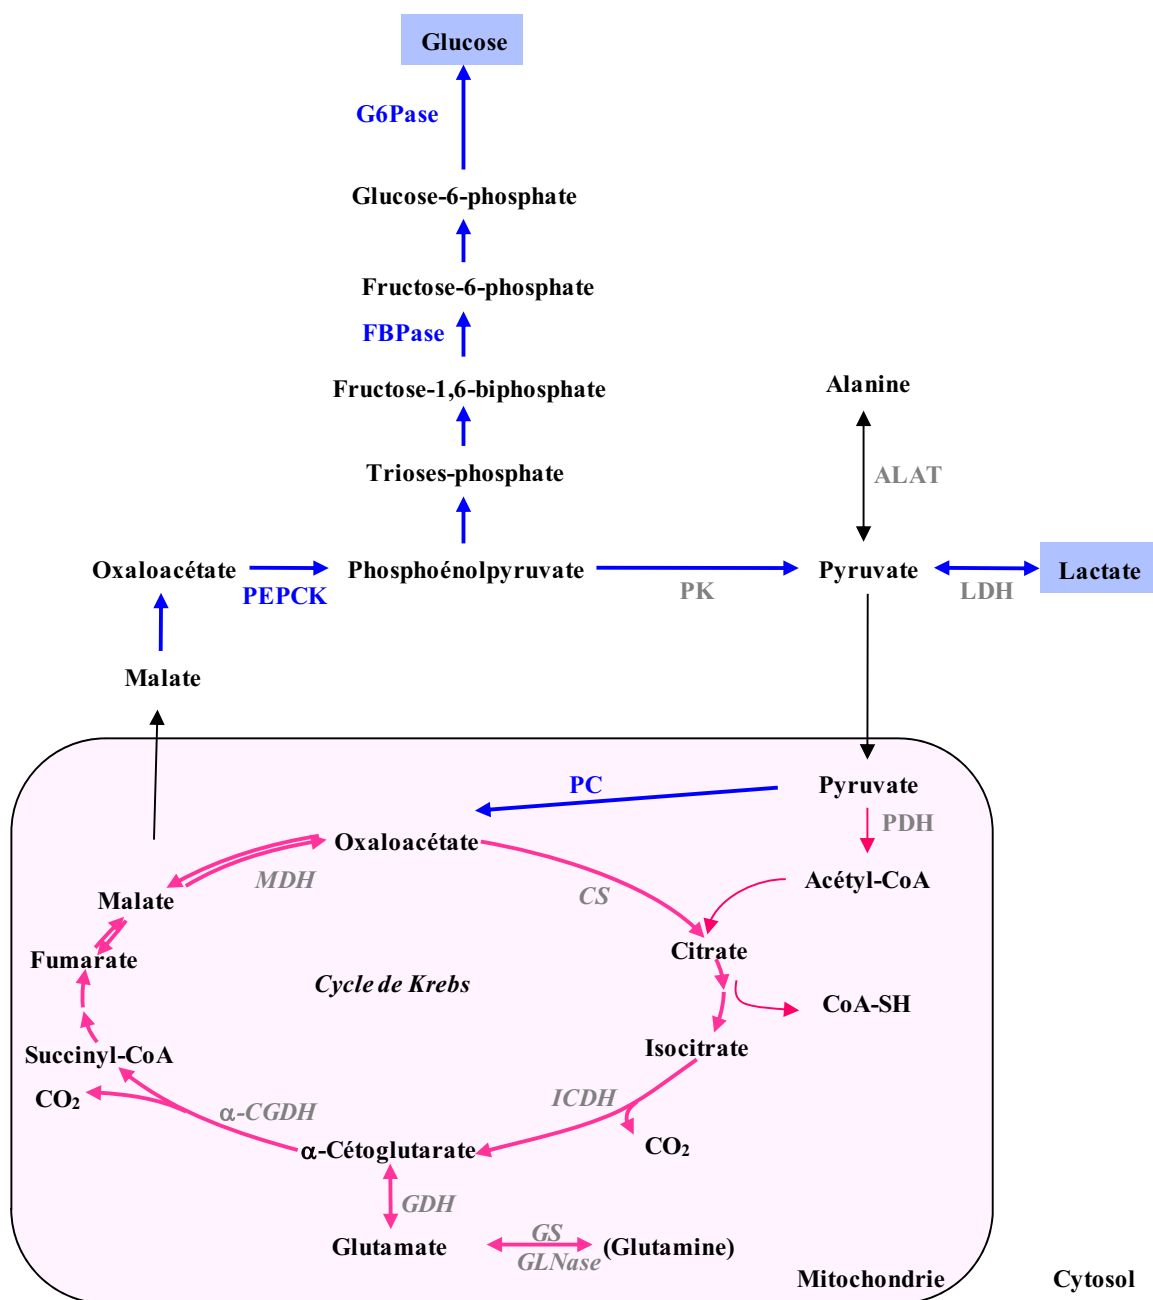 Glucose
G6Pase
Glucose-6-phosphate
Fructose-6-phosphate
FBPase
Fructose-1,6-biphosphate
Alanine
Trioses-phosphate
ALAT
Oxaloacétate
Phosphoénolpyruvate
Pyruvate
Lactate
PEPCK
PK
LDH
Malate
PC
Pyruvate
PDH
Oxaloacétate
MDH
CS
Acétyl-CoA
Malate
Citrate
Fumarate
Cycle de Krebs
CoA-SH
Succinyl-CoA
Isocitrate
CO2
α-CGDH
ICDH
α-Cétoglutarate
CO2
GDH
Glutamate
GS
GLNase
(Glutamine)
Mitochondrie
Cytosol